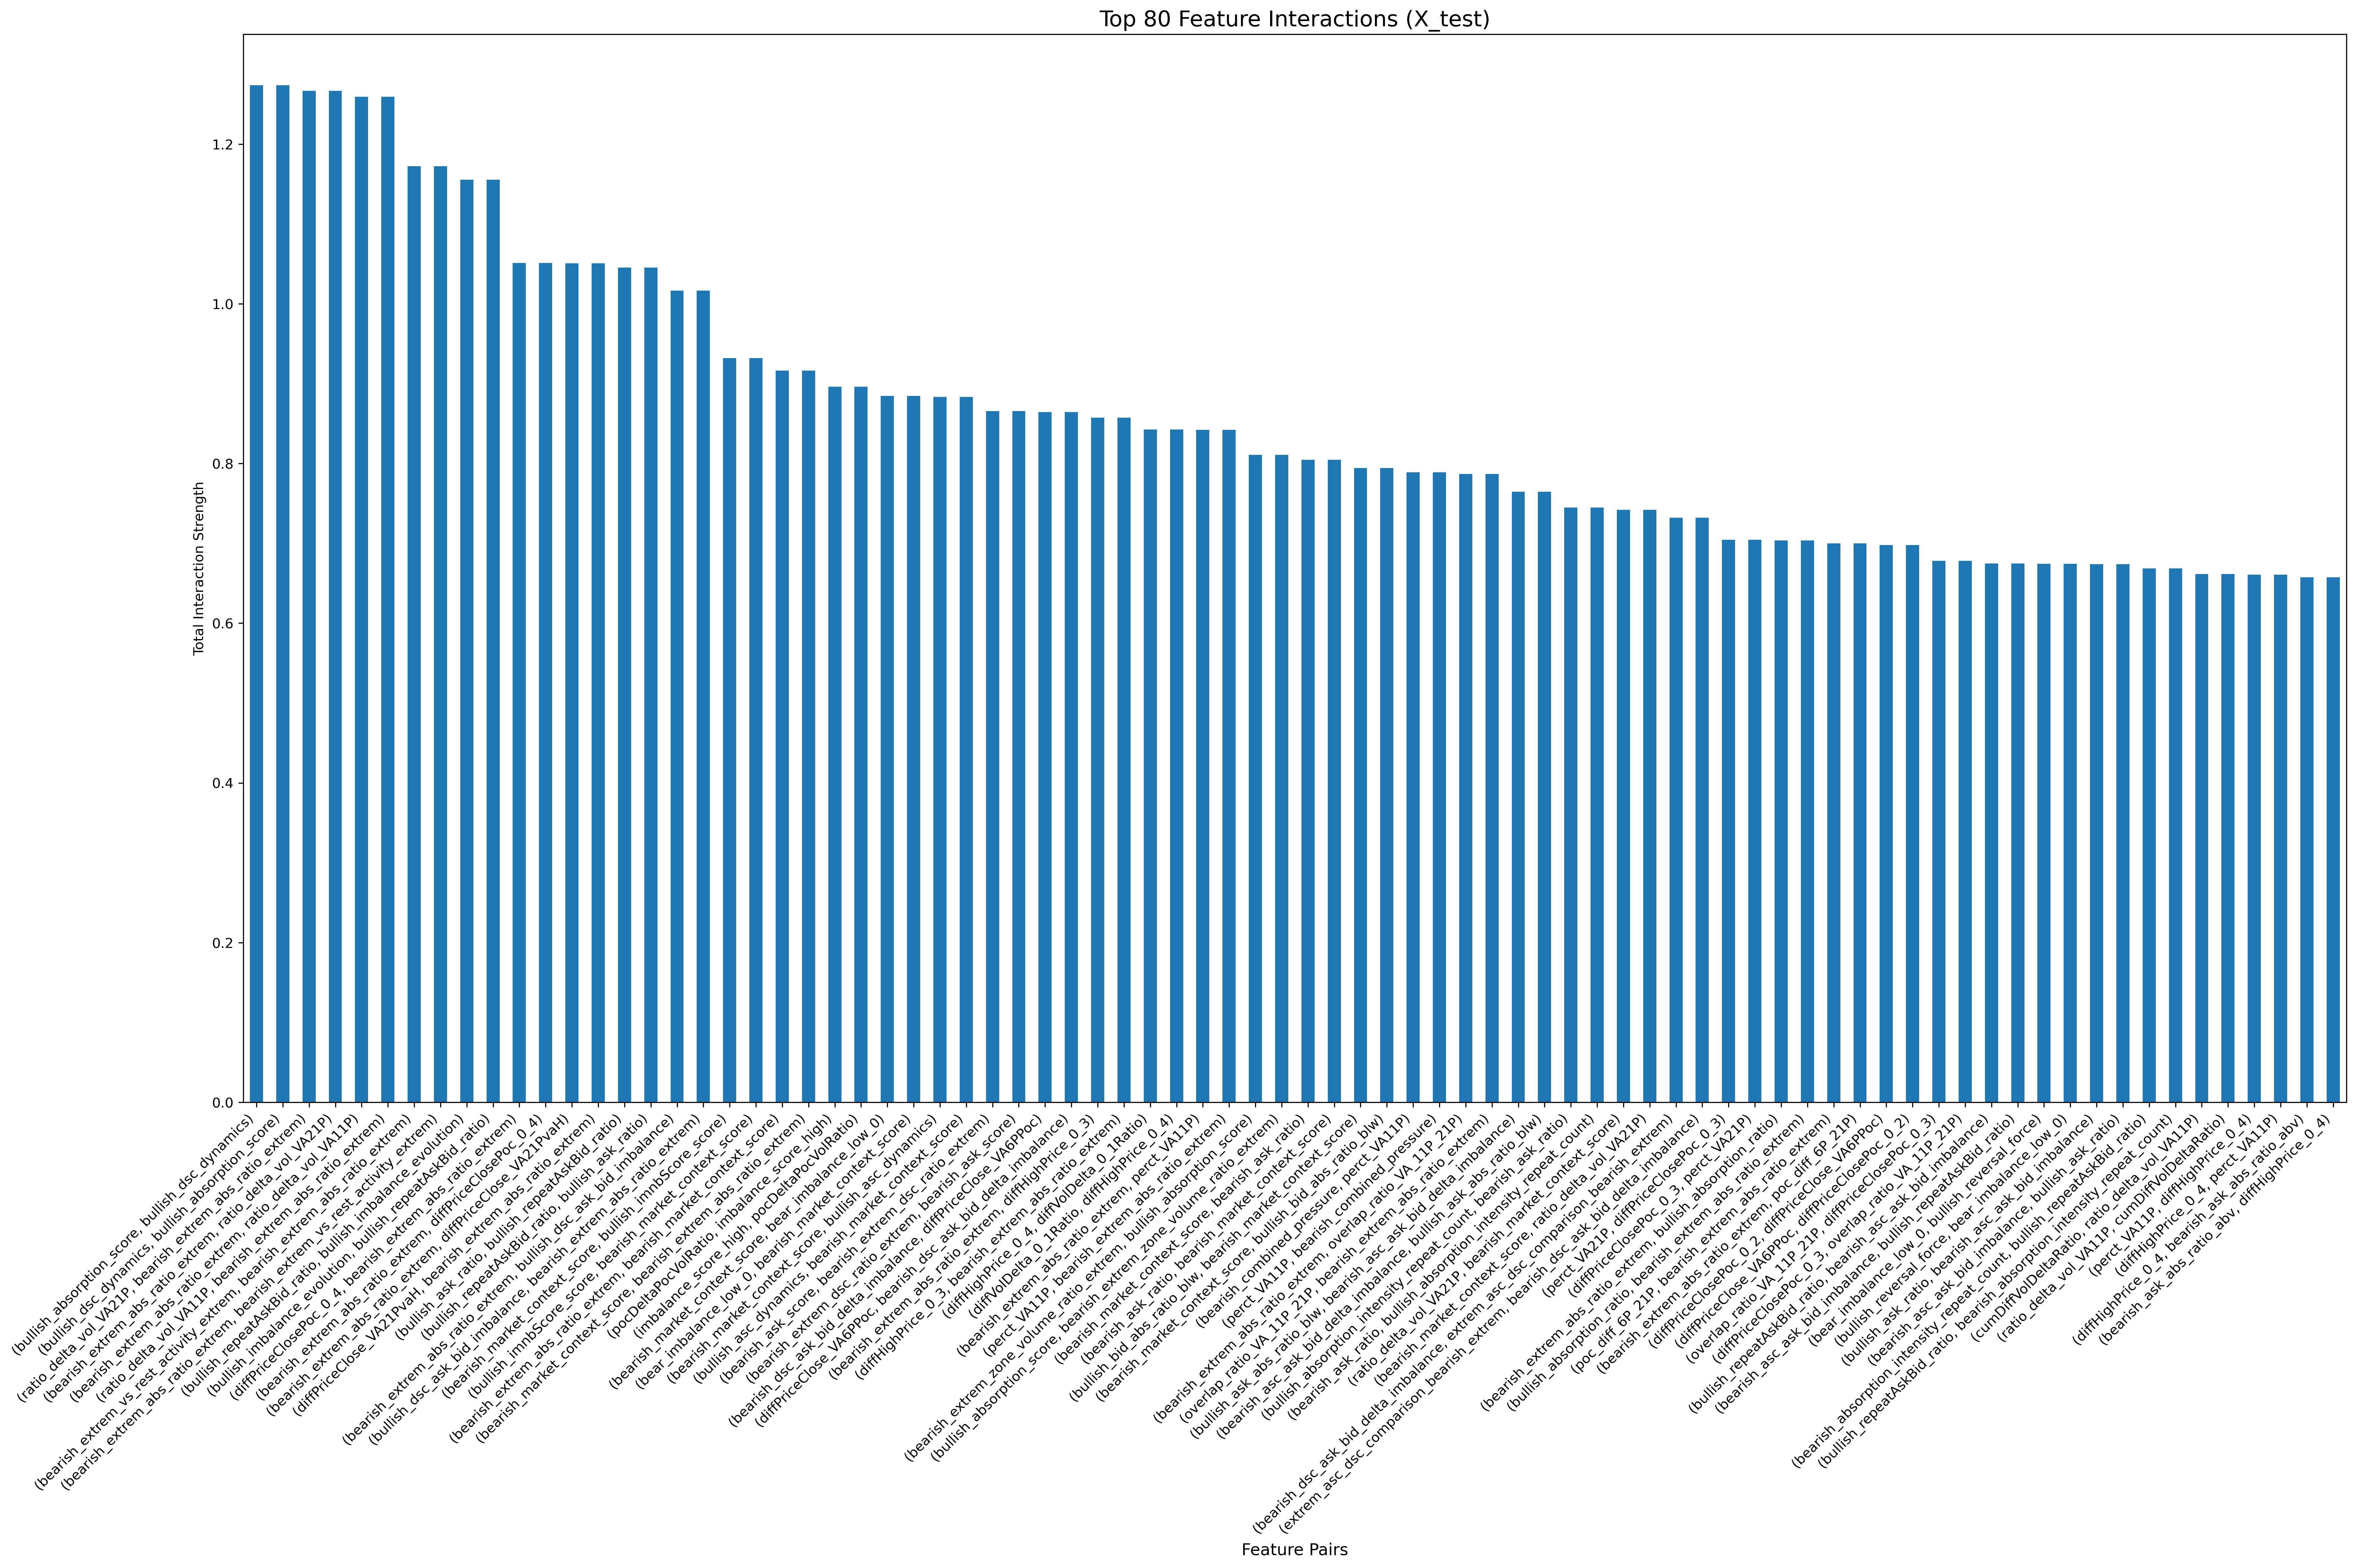 Top 80 Feature Interactions (X_test)
Total Interaction Strength
1.2
1.0
0.8
0.6
0.4
0.2
0.0
(bullish_absorption_score, bullish_dsc_dynamics)
(bullish_dsc_dynamics, bullish_absorption_score)
(ratio_delta_vol_VA21P, bearish_extrem_abs_ratio_extrem)
(bearish_extrem_abs_ratio_extrem, ratio_delta_vol_VA21P)
(bearish_extrem_abs_ratio_extrem, ratio_delta_vol_VA11P)
(ratio_delta_vol_VA11P, bearish_extrem_abs_ratio_extrem)
(bearish_extrem_vs_rest_activity_extrem, bearish_extrem_abs_ratio_extrem)
(bearish_extrem_abs_ratio_extrem, bearish_extrem_vs_rest_activity_extrem)
(bullish_repeatAskBid_ratio, bullish_imbalance_evolution)
(bullish_imbalance_evolution, bullish_repeatAskBid_ratio)
(diffPriceClosePoc_0_4, bearish_extrem_abs_ratio_extrem)
(bearish_extrem_abs_ratio_extrem, diffPriceClosePoc_0_4)
(bearish_extrem_abs_ratio_extrem, diffPriceClose_VA21PvaH)
(diffPriceClose_VA21PvaH, bearish_extrem_abs_ratio_extrem)
(bullish_ask_ratio, bullish_repeatAskBid_ratio)
(bullish_repeatAskBid_ratio, bullish_ask_ratio)
(bearish_extrem_abs_ratio_extrem, bullish_dsc_ask_bid_imbalance)
(bullish_dsc_ask_bid_imbalance, bearish_extrem_abs_ratio_extrem)
(bearish_market_context_score, bullish_imnbScore_score)
(bullish_imnbScore_score, bearish_market_context_score)
(bearish_extrem_abs_ratio_extrem, bearish_market_context_score)
(bearish_market_context_score, bearish_extrem_abs_ratio_extrem)
(pocDeltaPocVolRatio, imbalance_score_high)
(imbalance_score_high, pocDeltaPocVolRatio)
(bearish_market_context_score, bear_imbalance_low_0)
(bear_imbalance_low_0, bearish_market_context_score)
(bearish_market_context_score, bullish_asc_dynamics)
(bullish_asc_dynamics, bearish_market_context_score)
(bullish_ask_score, bearish_extrem_dsc_ratio_extrem)
(bearish_extrem_dsc_ratio_extrem, bearish_ask_score)
(bearish_dsc_ask_bid_delta_imbalance, diffPriceClose_VA6PPoc)
(diffPriceClose_VA6PPoc, bearish_dsc_ask_bid_delta_imbalance)
(bearish_extrem_abs_ratio_extrem, diffHighPrice_0_3)
(diffHighPrice_0_3, bearish_extrem_abs_ratio_extrem)
(diffHighPrice_0_4, diffVolDelta_0_1Ratio)
(diffVolDelta_0_1Ratio, diffHighPrice_0_4)
(bearish_extrem_abs_ratio_extrem, perct_VA11P)
(perct_VA11P, bearish_extrem_abs_ratio_extrem)
(bearish_extrem_zone_volume_ratio_extrem, bullish_absorption_score)
(bullish_absorption_score, bearish_extrem_zone_volume_ratio_extrem)
(bearish_market_context_score, bearish_ask_ratio)
(bearish_ask_ratio, bearish_market_context_score)
(bullish_bid_abs_ratio_blw, bearish_market_context_score)
(bearish_market_context_score, bullish_bid_abs_ratio_blw)
(bearish_combined_pressure, perct_VA11P)
(perct_VA11P, bearish_combined_pressure)
(bearish_extrem_abs_ratio_extrem, overlap_ratio_VA_11P_21P)
(overlap_ratio_VA_11P_21P, bearish_extrem_abs_ratio_extrem)
(bullish_ask_abs_ratio_blw, bearish_asc_ask_bid_delta_imbalance)
(bearish_asc_ask_bid_delta_imbalance, bullish_ask_abs_ratio_blw)
(bullish_absorption_intensity_repeat_count, bearish_ask_ratio)
(bearish_ask_ratio, bullish_absorption_intensity_repeat_count)
(ratio_delta_vol_VA21P, bearish_market_context_score)
(bearish_market_context_score, ratio_delta_vol_VA21P)
(bearish_dsc_ask_bid_delta_imbalance, extrem_asc_dsc_comparison_bearish_extrem)
(extrem_asc_dsc_comparison_bearish_extrem, bearish_dsc_ask_bid_delta_imbalance)
(perct_VA21P, diffPriceClosePoc_0_3)
(diffPriceClosePoc_0_3, perct_VA21P)
(bearish_extrem_abs_ratio_extrem, bullish_absorption_ratio)
(bullish_absorption_ratio, bearish_extrem_abs_ratio_extrem)
(poc_diff_6P_21P, bearish_extrem_abs_ratio_extrem)
(bearish_extrem_abs_ratio_extrem, poc_diff_6P_21P)
(diffPriceClosePoc_0_2, diffPriceClose_VA6PPoc)
(diffPriceClose_VA6PPoc, diffPriceClosePoc_0_2)
(overlap_ratio_VA_11P_21P, diffPriceClosePoc_0_3)
(diffPriceClosePoc_0_3, overlap_ratio_VA_11P_21P)
(bullish_repeatAskBid_ratio, bearish_asc_ask_bid_imbalance)
(bearish_asc_ask_bid_imbalance, bullish_repeatAskBid_ratio)
(bear_imbalance_low_0, bullish_reversal_force)
(bullish_reversal_force, bear_imbalance_low_0)
(bullish_ask_ratio, bearish_asc_ask_bid_imbalance)
(bearish_asc_ask_bid_imbalance, bullish_ask_ratio)
(bearish_absorption_intensity_repeat_count, bullish_repeatAskBid_ratio)
(bullish_repeatAskBid_ratio, bearish_absorption_intensity_repeat_count)
(cumDiffVolDeltaRatio, ratio_delta_vol_VA11P)
(ratio_delta_vol_VA11P, cumDiffVolDeltaRatio)
(perct_VA11P, diffHighPrice_0_4)
(diffHighPrice_0_4, perct_VA11P)
(diffHighPrice_0_4, bearish_ask_abs_ratio_abv)
(bearish_ask_abs_ratio_abv, diffHighPrice_0_4)
Feature Pairs